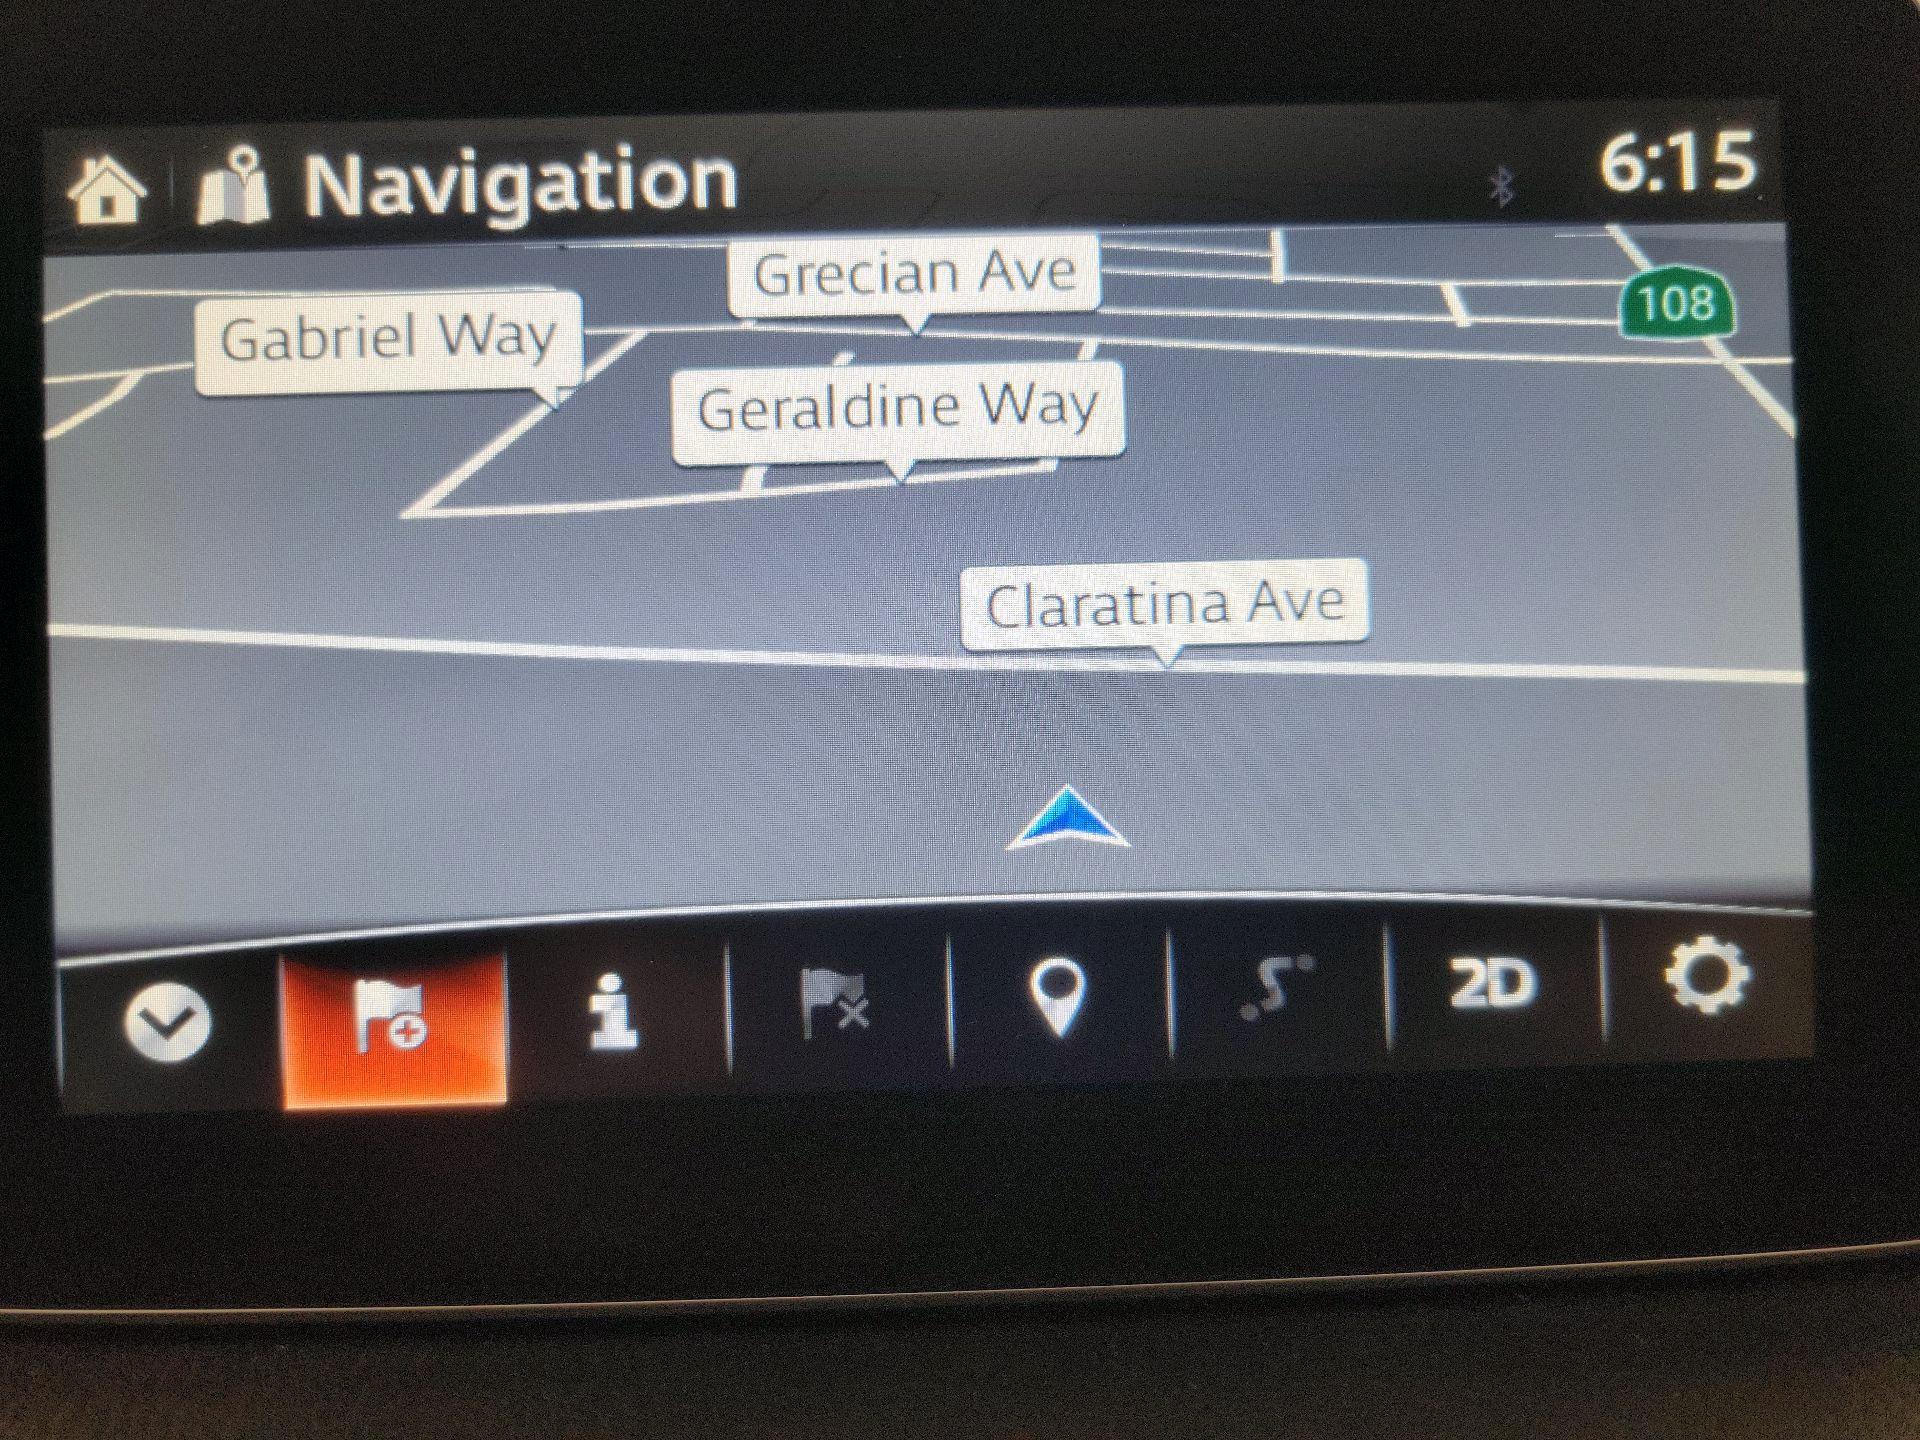 Navigation
6:15
Grecian Ave
108
Gabriel Way
Geraldine Way
Claratina Ave
2D